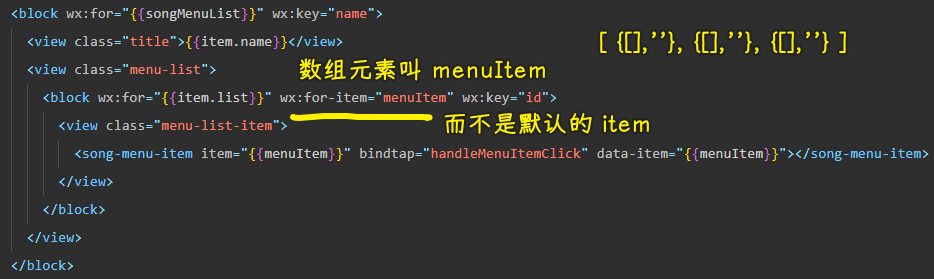 <block wx:for="{{songMenuList}}" wx:key="name">
<view class="title">{{item.name}}</view>
[ {[],''}, {[],''}, {[],''} ]
<view class="menu-list">
数组元素叫 menuItem
<block wx:for="{{item.list}}" wx:for-item="menuItem" wx:key="id">
<view class="menu-list-item">
而不是默认的 item
<song-menu-item item="{{menuItem}}" bindtap="handleMenuItemClick" data-item="{{menuItem}}"></song-menu-item>
</view>
</block>
</view>
</block>